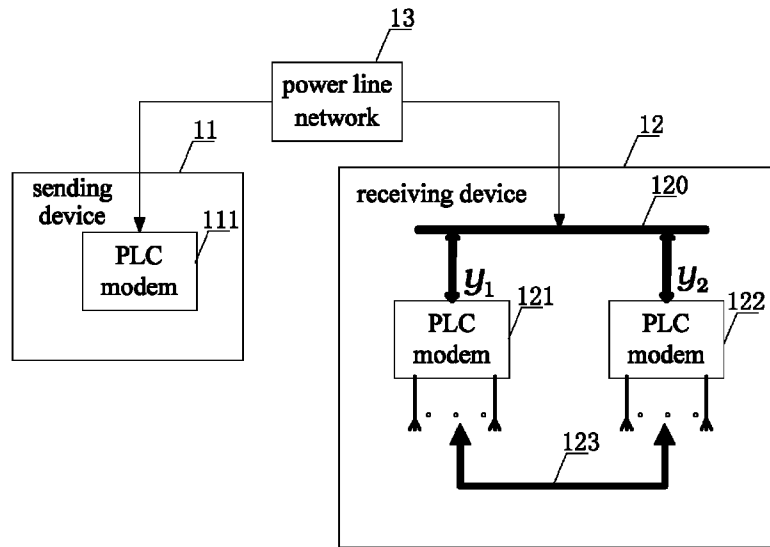 13
power line
network
11
sending
device
111
PLC
modem
12
receiving device
120
y1
y2
121
PLC
modem
122
PLC
modem
123